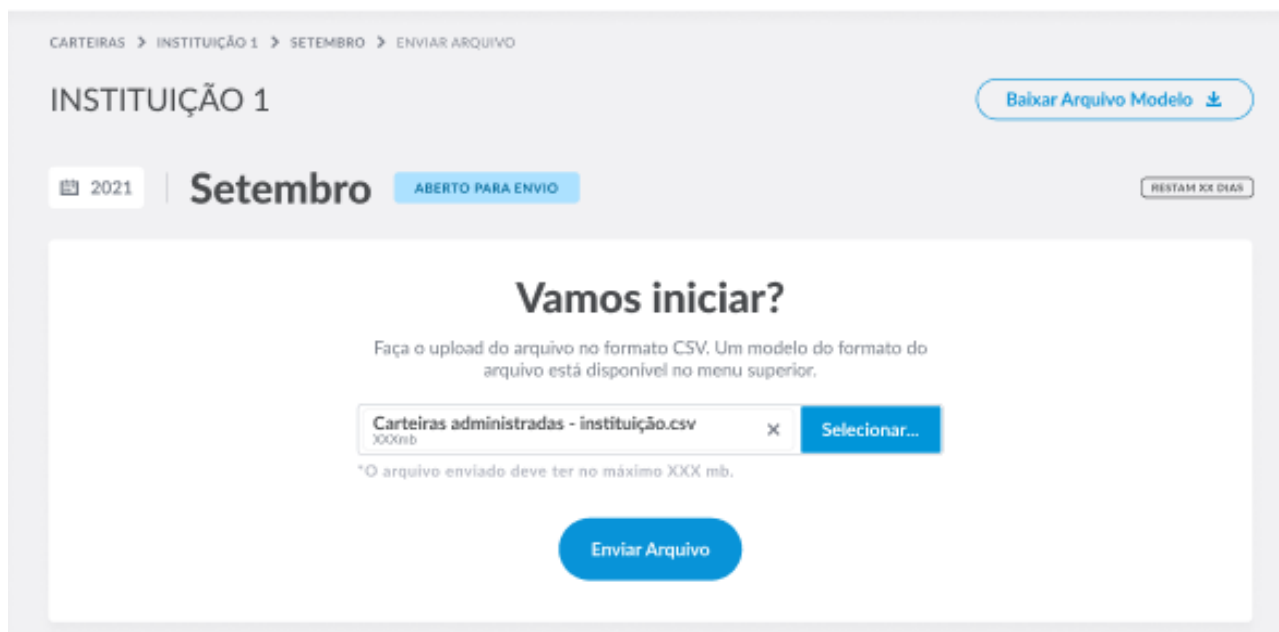 CARTEIRAS > INSTITUIÇÃO 1 > SETEMBRO > ENVIAR ARQUIVO
INSTITUIÇÃO 1
Baixar Arquivo Modelo
2021
Setembro
ABERTO PARA ENVIO
RESTAM XX DIAS
Vamos iniciar?
Faça o upload do arquivo no formato CSV. Um modelo do formato do
arquivo está disponível no menu superior.
Carteiras administradas - instituição.csv
XXXmb
Selecionar...
*O arquivo enviado deve ter no máximo XXX mb.
Enviar Arquivo